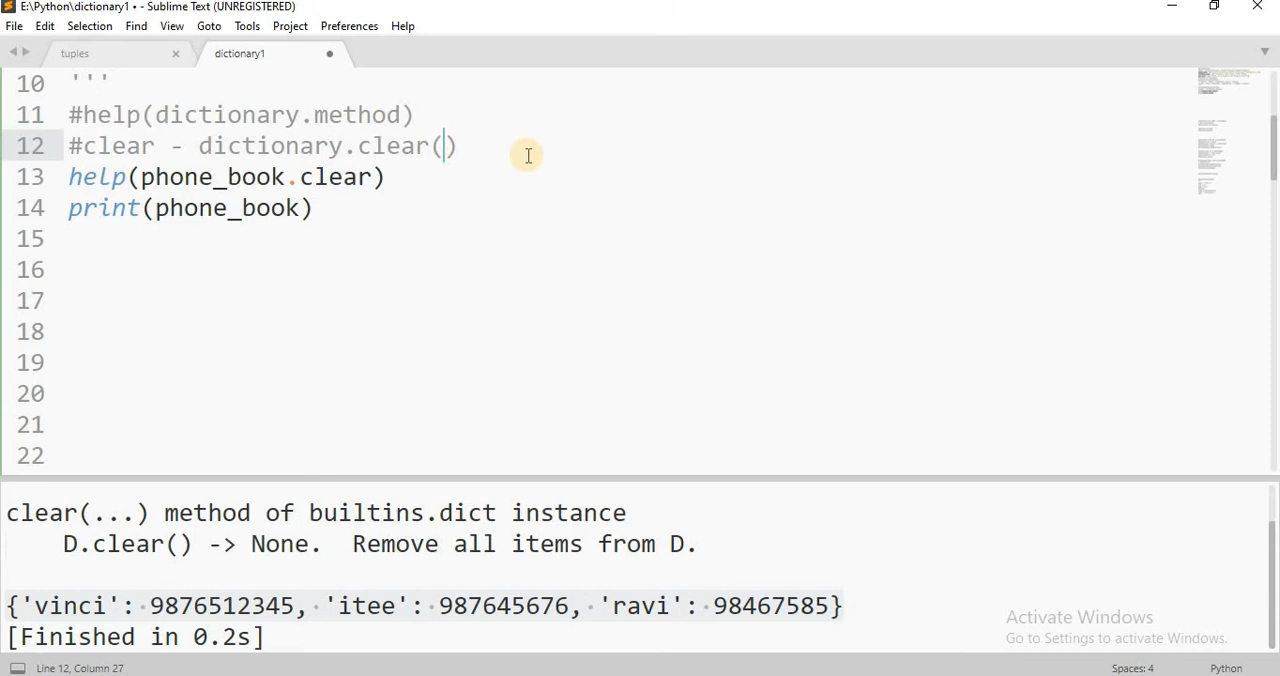 E:\Python\dictionary1 • - Sublime Text (UNREGISTERED)
File Edit Selection Find View Goto Tools Project Preferences Help
tuples dictionary1
10 '''
11 #help(dictionary.method)
12 #clear - dictionary.clear()
13 help(phone_book.clear)
14 print(phone_book)
15
16
17
18
19
20
21
22
clear(...) method of builtins.dict instance
    D.clear() -> None.  Remove all items from D.
{'vinci': 9876512345, 'itee': 987645676, 'ravi': 98467585}
[Finished in 0.2s]
Activate Windows
Go to Settings to activate Windows.
Line 12, Column 27 Spaces: 4 Python